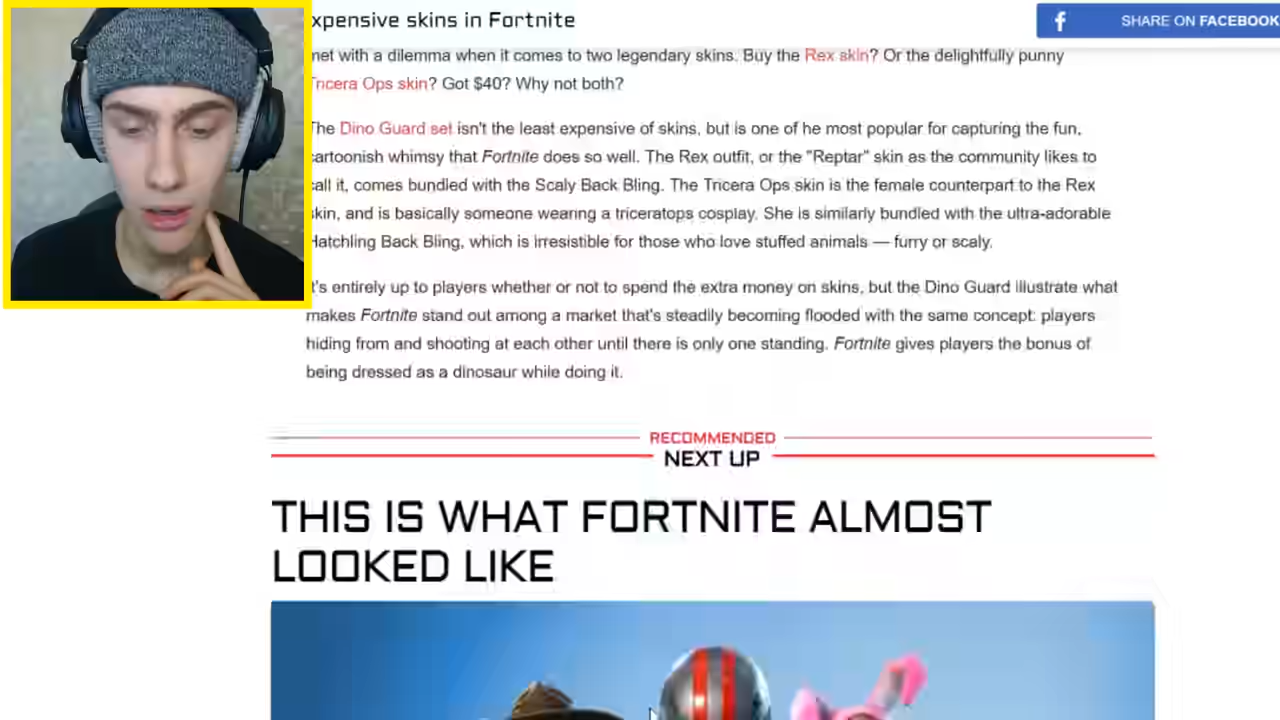 xpensive skins in Fortnite
SHARE ON FACEBOOK
met with a dilemma when it comes to two legendary skins. Buy the Rex skin? Or the delightfully punny
Tricera Ops skin? Got $40? Why not both?
The Dino Guard set isn't the least expensive of skins, but is one of he most popular for capturing the fun,
cartoonish whimsy that Fortnite does so well. The Rex outfit, or the "Reptar" skin as the community likes to
call it, comes bundled with the Scaly Back Bling. The Tricera Ops skin is the female counterpart to the Rex
skin, and is basically someone wearing a triceratops cosplay. She is similarly bundled with the ultra-adorable
Hatchling Back Bling, which is irresistible for those who love stuffed animals — furry or scaly.
It's entirely up to players whether or not to spend the extra money on skins, but the Dino Guard illustrate what
makes Fortnite stand out among a market that's steadily becoming flooded with the same concept: players
hiding from and shooting at each other until there is only one standing. Fortnite gives players the bonus of
being dressed as a dinosaur while doing it.
RECOMMENDED
NEXT UP
THIS IS WHAT FORTNITE ALMOST
LOOKED LIKE